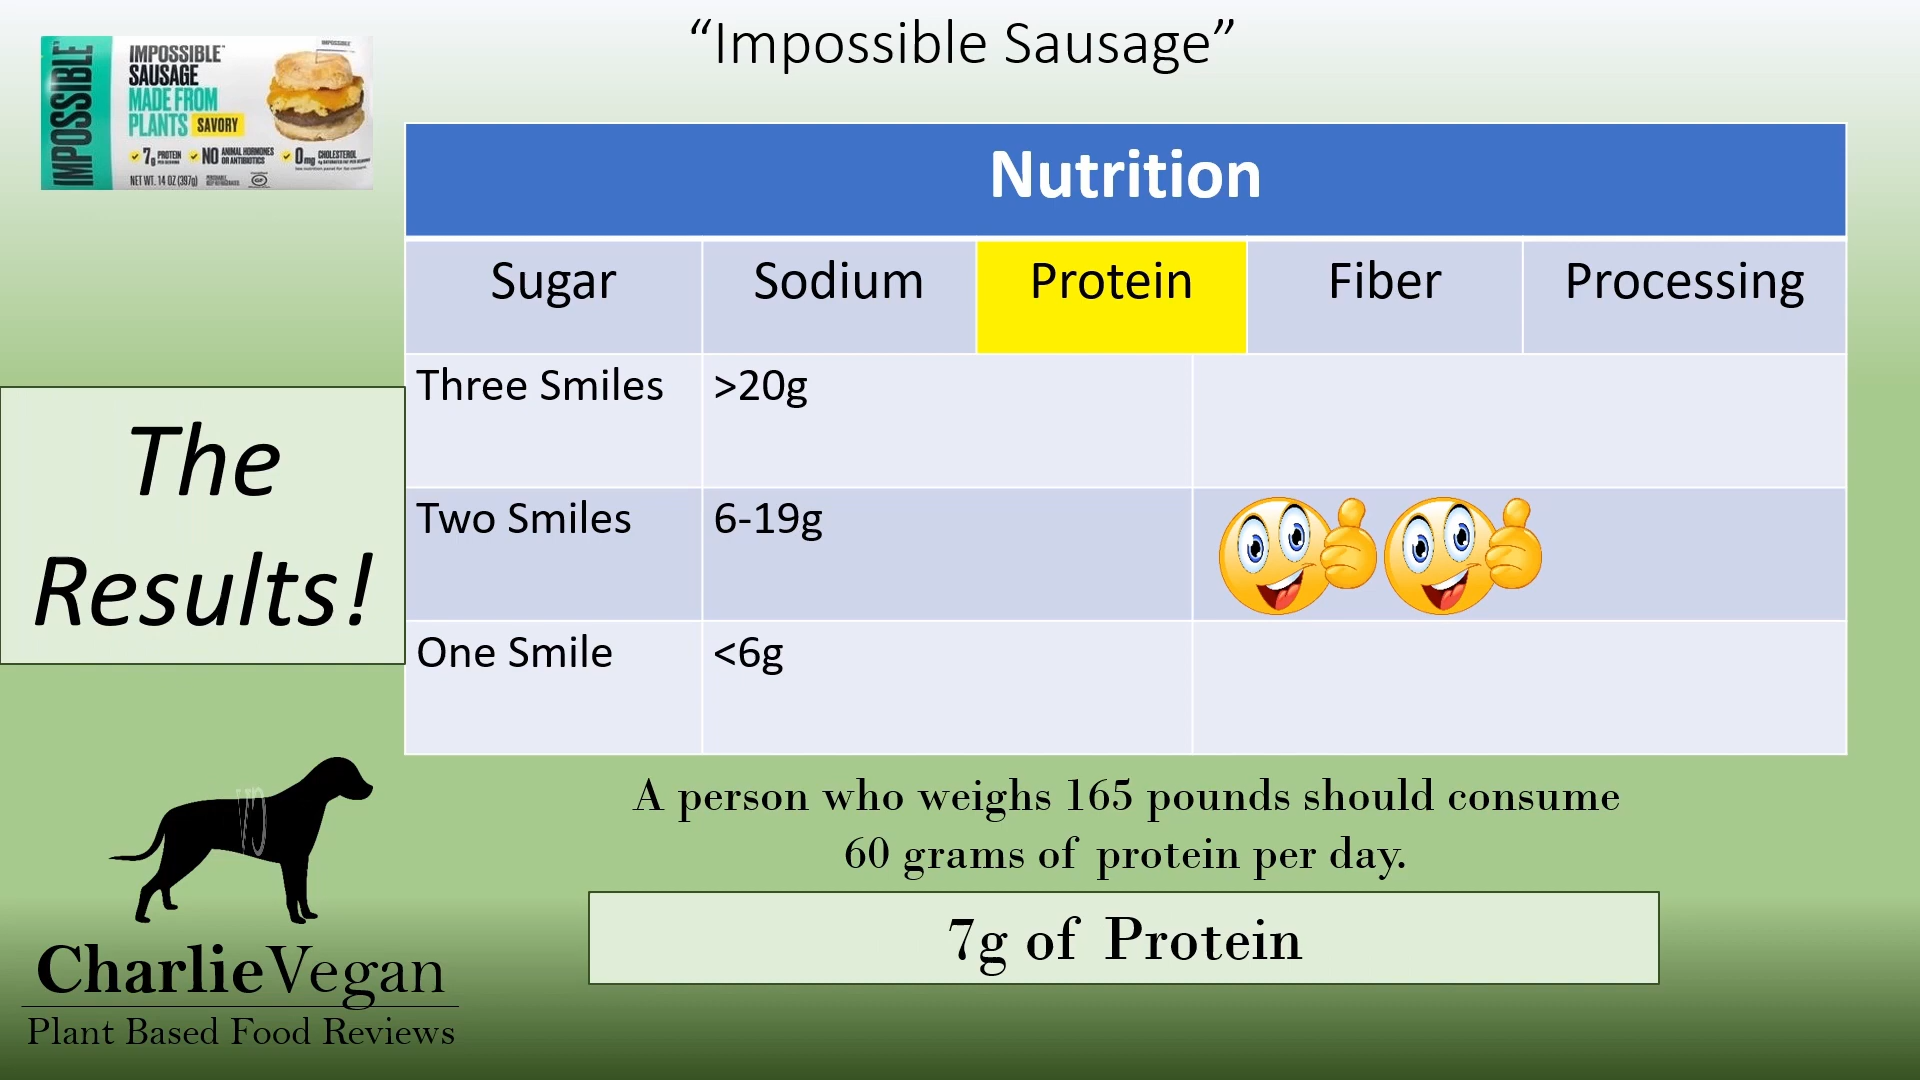 “Impossible Sausage”
IMPOSSIBLE
IMPOSSIBLE™
SAUSAGE
MADE FROM
PLANTS SAVORY
7g PROTEIN PER SERVING
NO ANIMAL HORMONES OR ANTIBIOTICS
0mg CHOLESTEROL
NET WT. 14 OZ (397g)
Nutrition
Sugar Sodium Protein Fiber Processing
Three Smiles >20g
Two Smiles 6-19g
One Smile <6g
The
Results!
A person who weighs 165 pounds should consume
60 grams of protein per day.
7g of Protein
CharlieVegan
Plant Based Food Reviews